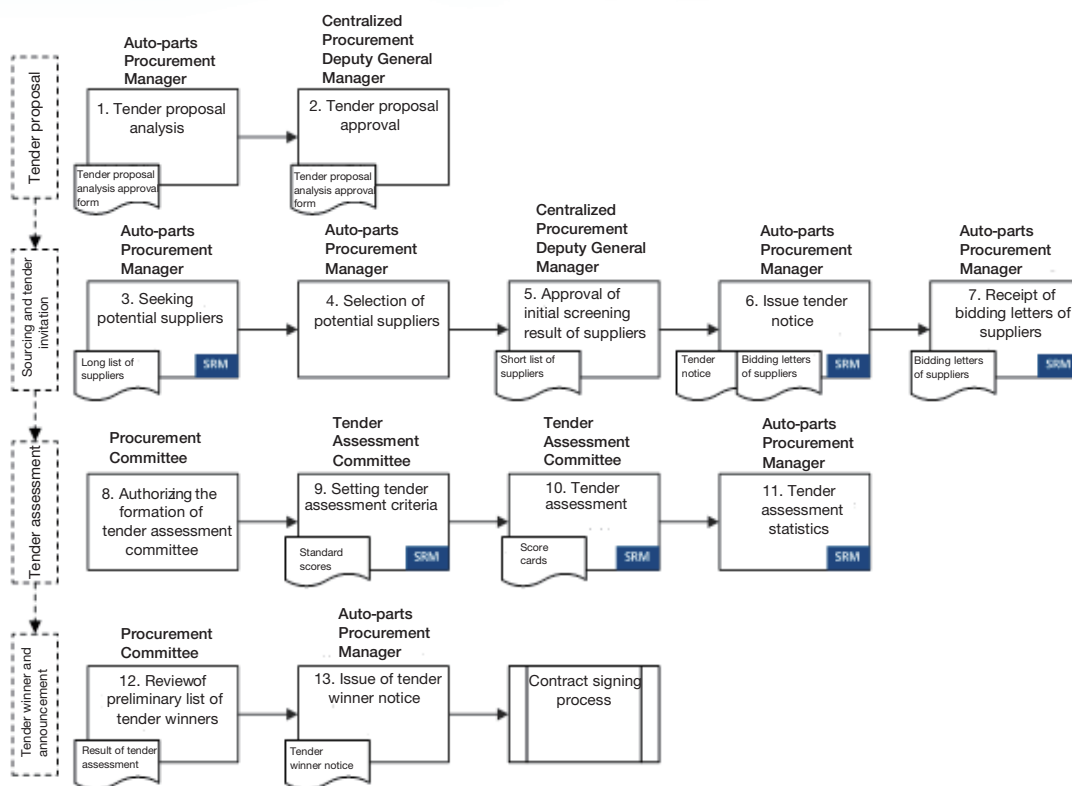 Tender proposal
Auto-parts
Procurement
Manager
1. Tender proposal
analysis
Tender proposal
analysis approval
form
Centralized
Procurement
Deputy General
Manager
2. Tender proposal
approval
Tender proposal
analysis approval
form
Sourcing and tender
invitation
Auto-parts
Procurement
Manager
3. Seeking
potential suppliers
Long list of
suppliers
SRM
Auto-parts
Procurement
Manager
4. Selection of
potential suppliers
Centralized
Procurement
Deputy General
Manager
5. Approval of
initial screening
result of suppliers
Short list of
suppliers
Auto-parts
Procurement
Manager
6. Issue tender
notice
Tender
notice
Bidding letters
of suppliers
SRM
Auto-parts
Procurement
Manager
7. Receipt of
bidding letters of
suppliers
Bidding letters
of suppliers
SRM
Tender assessment
Procurement
Committee
8. Authorizing the
formation of
tender assessment
committee
Tender
Assessment
Committee
9. Setting tender
assessment criteria
Standard
scores
SRM
Tender
Assessment
Committee
10. Tender
assessment
Score
cards
SRM
Auto-parts
Procurement
Manager
11. Tender
assessment
statistics
SRM
Tender winner and
announcement
Procurement
Committee
12. Reviewof
preliminary list of
tender winners
Result of tender
assessment
Auto-parts
Procurement
Manager
13. Issue of tender
winner notice
Tender
winner notice
Contract signing
process